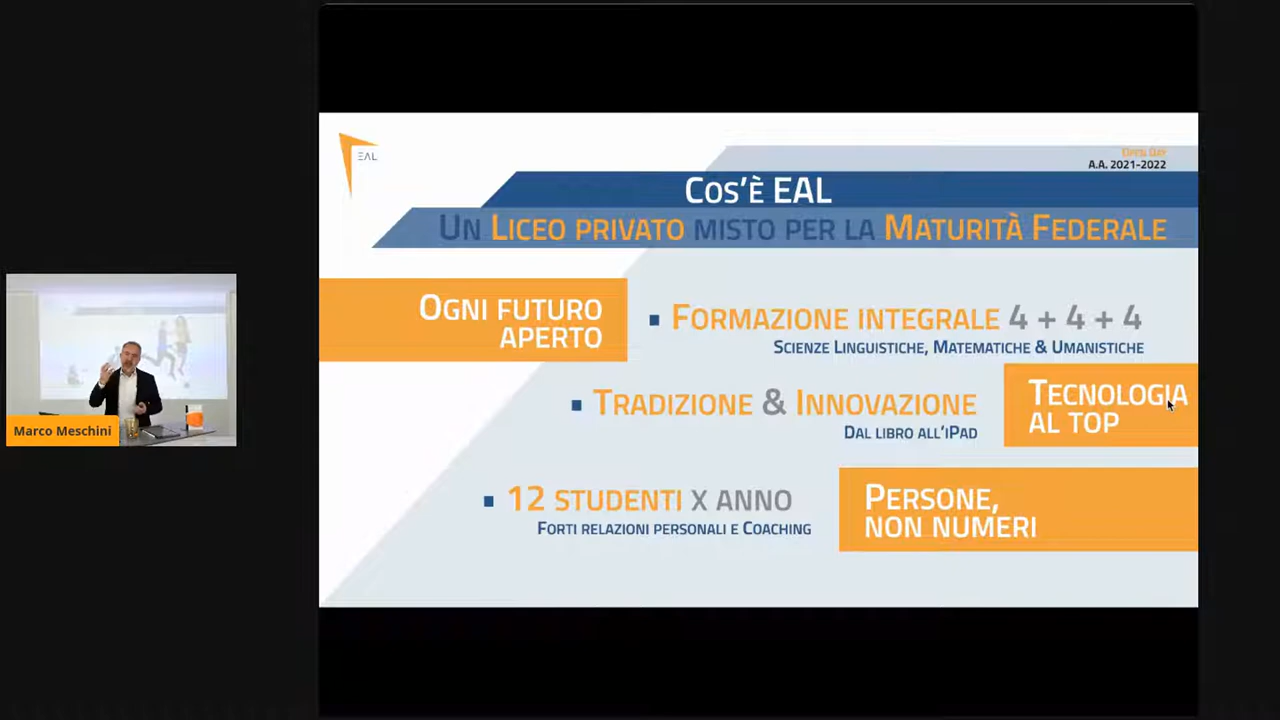 EAL
Open Day
A.A. 2021-2022
Cos'è EAL
Un Liceo privato misto per la Maturità Federale
Ogni futuro
aperto
▪ Formazione integrale 4 + 4 + 4
Scienze Linguistiche, Matematiche & Umanistiche
▪ Tradizione & Innovazione
Dal libro all'iPad
Tecnologia
al top
▪ 12 studenti x anno
Forti relazioni personali e Coaching
Persone,
non numeri
Marco Meschini